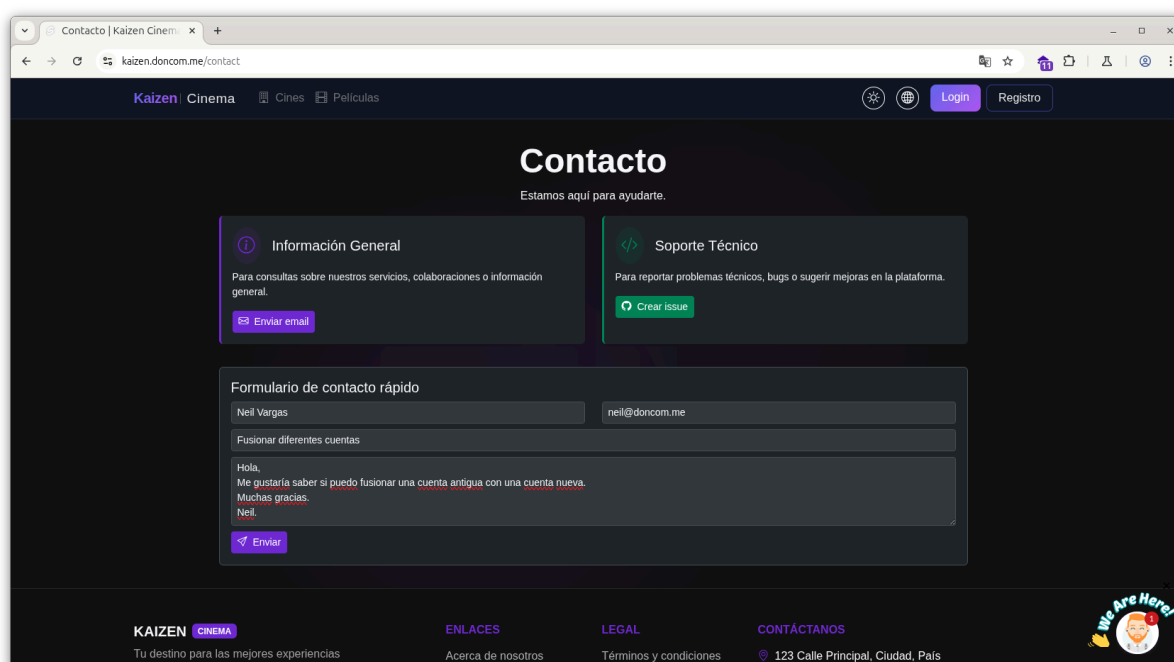 Contacto | Kaizen Cinem
kaizen.doncom.me/contact
11
Kaizen | Cinema Cines Películas Login Registro
Contacto
Estamos aquí para ayudarte.
Información General
Para consultas sobre nuestros servicios, colaboraciones o información
general.
Enviar email
Soporte Técnico
Para reportar problemas técnicos, bugs o sugerir mejoras en la plataforma.
Crear issue
Formulario de contacto rápido
Neil Vargas neil@doncom.me
Fusionar diferentes cuentas
Hola,
Me gustaría saber si puedo fusionar una cuenta antigua con una cuenta nueva.
Muchas gracias.
Neil.
Enviar
KAIZEN CINEMA
Tu destino para las mejores experiencias
ENLACES
Acerca de nosotros
LEGAL
Términos y condiciones
CONTÁCTANOS
123 Calle Principal, Ciudad, País
We Are Here!
1